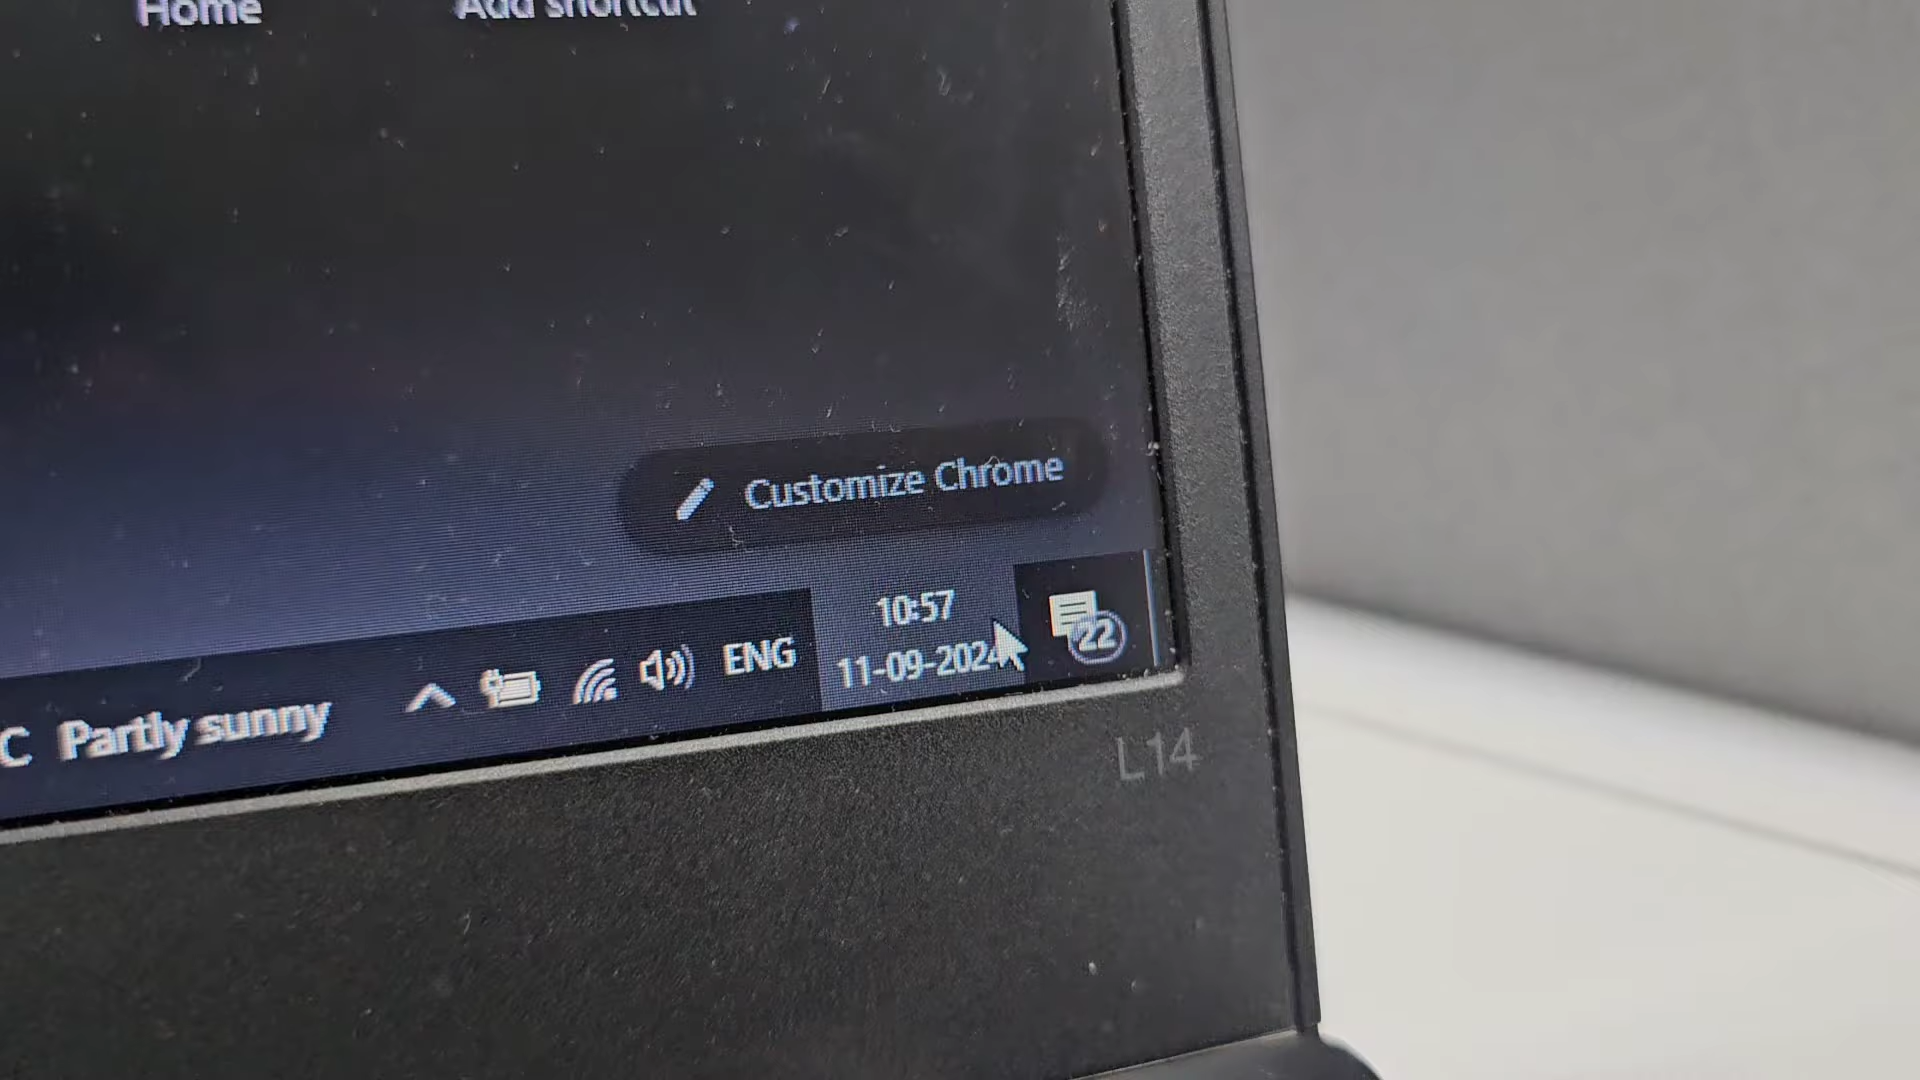 Home Add shortcut
Customize Chrome
C Partly sunny ENG 10:57
11-09-2024
22
L14